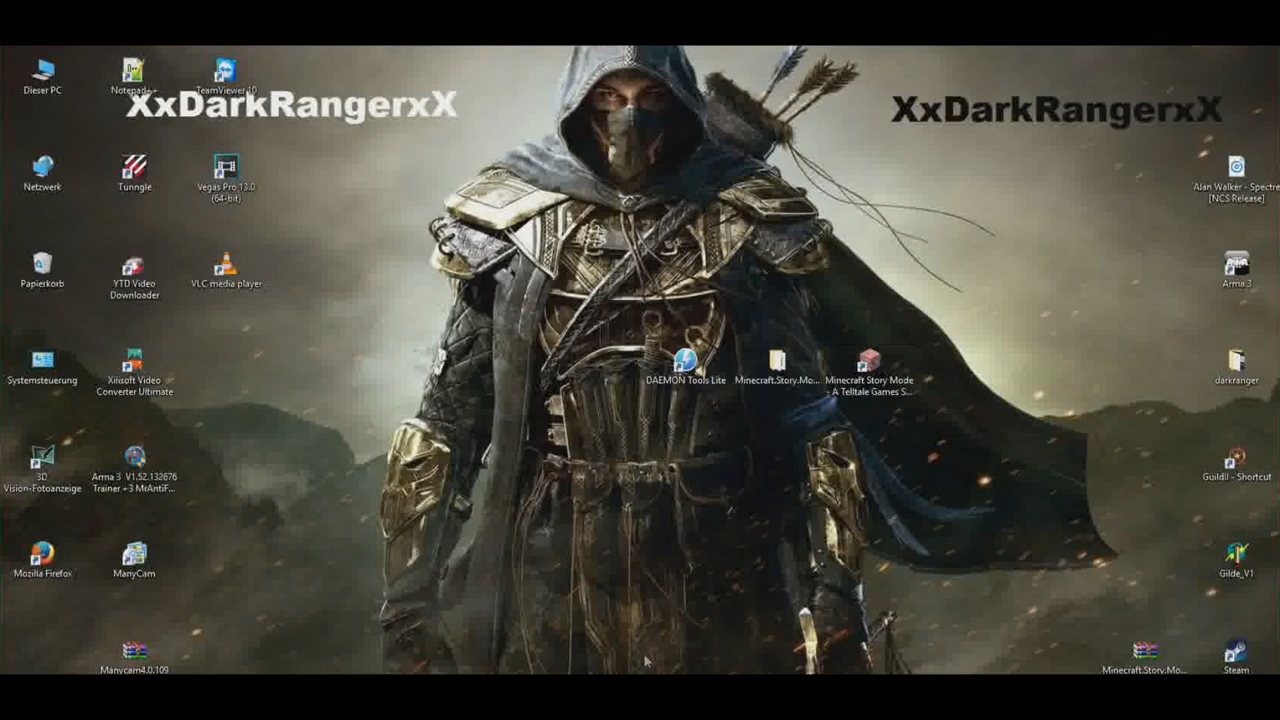 Dieser PC
Notepad++
TeamViewer 10
XxDarkRangerxX
XxDarkRangerxX
Netzwerk
Tunngle
Vegas Pro 13.0
(64-bit)
Alan Walker - Spectre
[NCS Release]
Papierkorb
YTD Video
Downloader
VLC media player
Arma 3
Systemsteuerung
Xilisoft Video
Converter Ultimate
DAEMON Tools Lite
Minecraft.Story.Mo...
Minecraft Story Mode
- A Telltale Games S...
darkranger
3D
Vision-Fotoanzeige
Arma 3 V1.52.132676
Trainer +3 MrAntiF...
GuildII - Shortcut
Mozilla Firefox
ManyCam
Gilde_V1
Manycam4.0.109
Minecraft.Story.Mo...
Steam